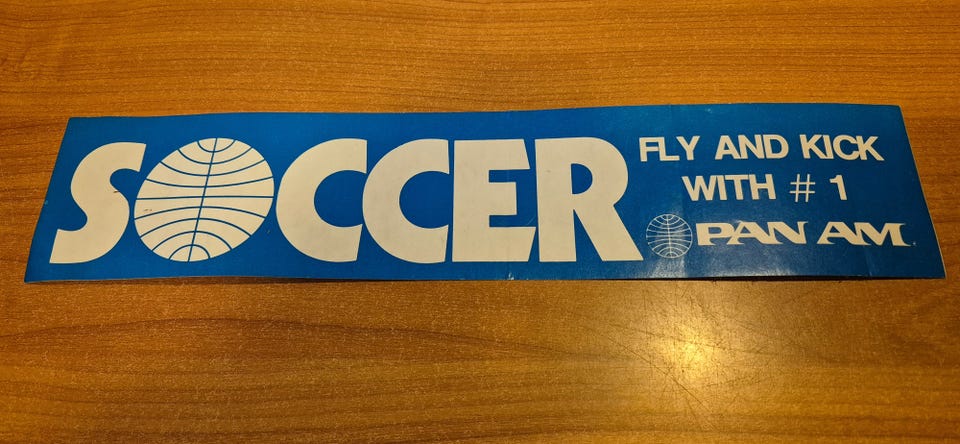 SOCCER
FLY AND KICK
WITH # 1
PAN AM